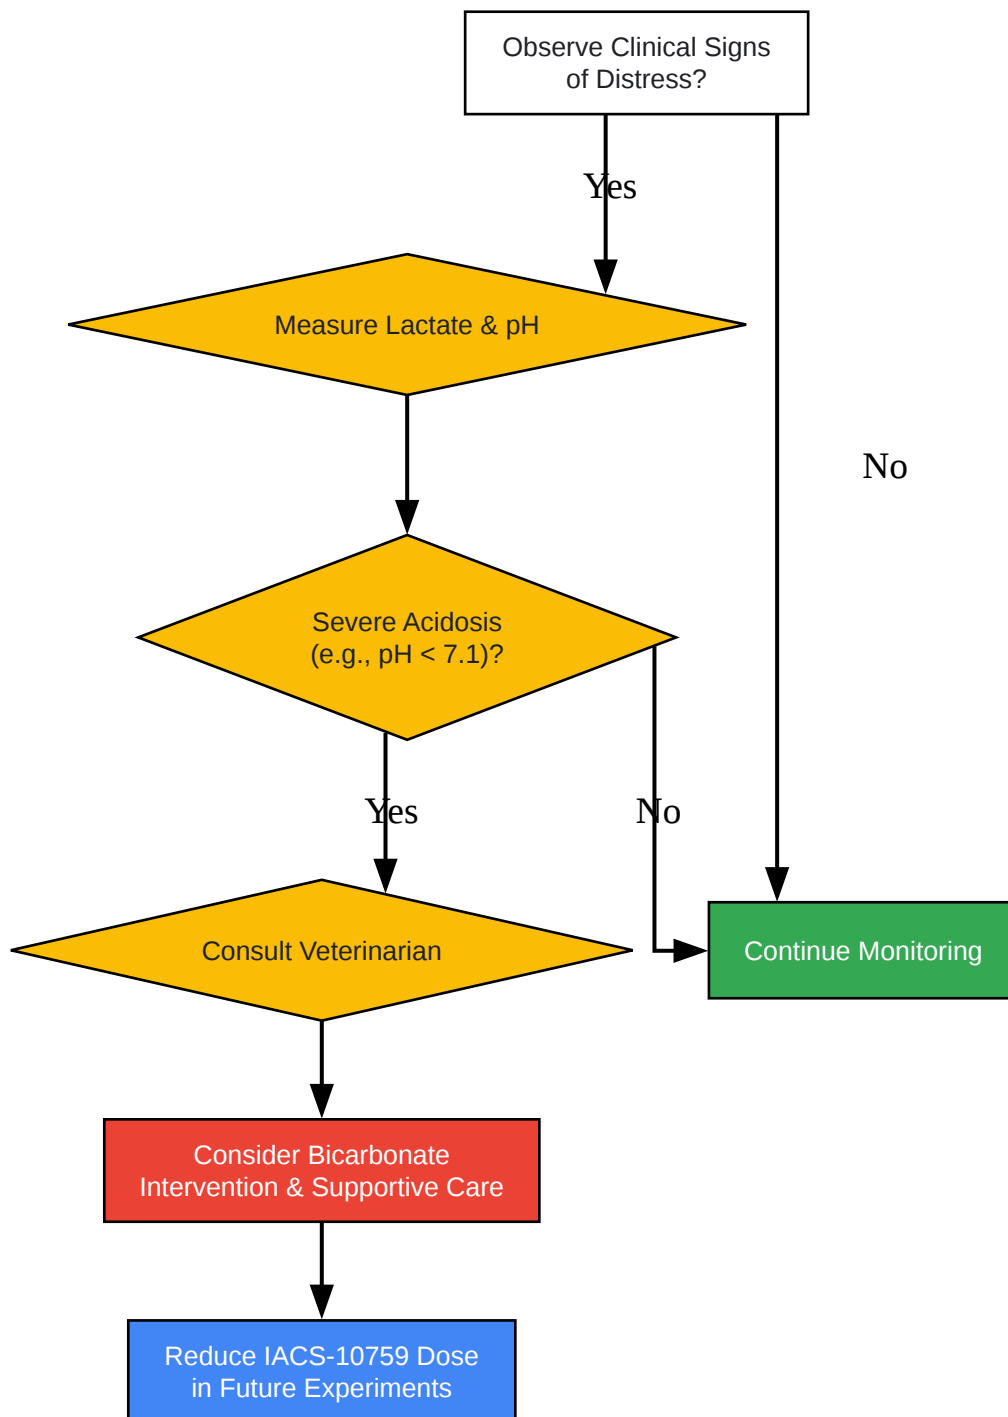 Observe Clinical Signs
of Distress?
Yes
Measure Lactate & pH
No
Severe Acidosis
(e.g., pH < 7.1)?
Yes
No
Consult Veterinarian
Continue Monitoring
Consider Bicarbonate
Intervention & Supportive Care
Reduce IACS-10759 Dose
in Future Experiments